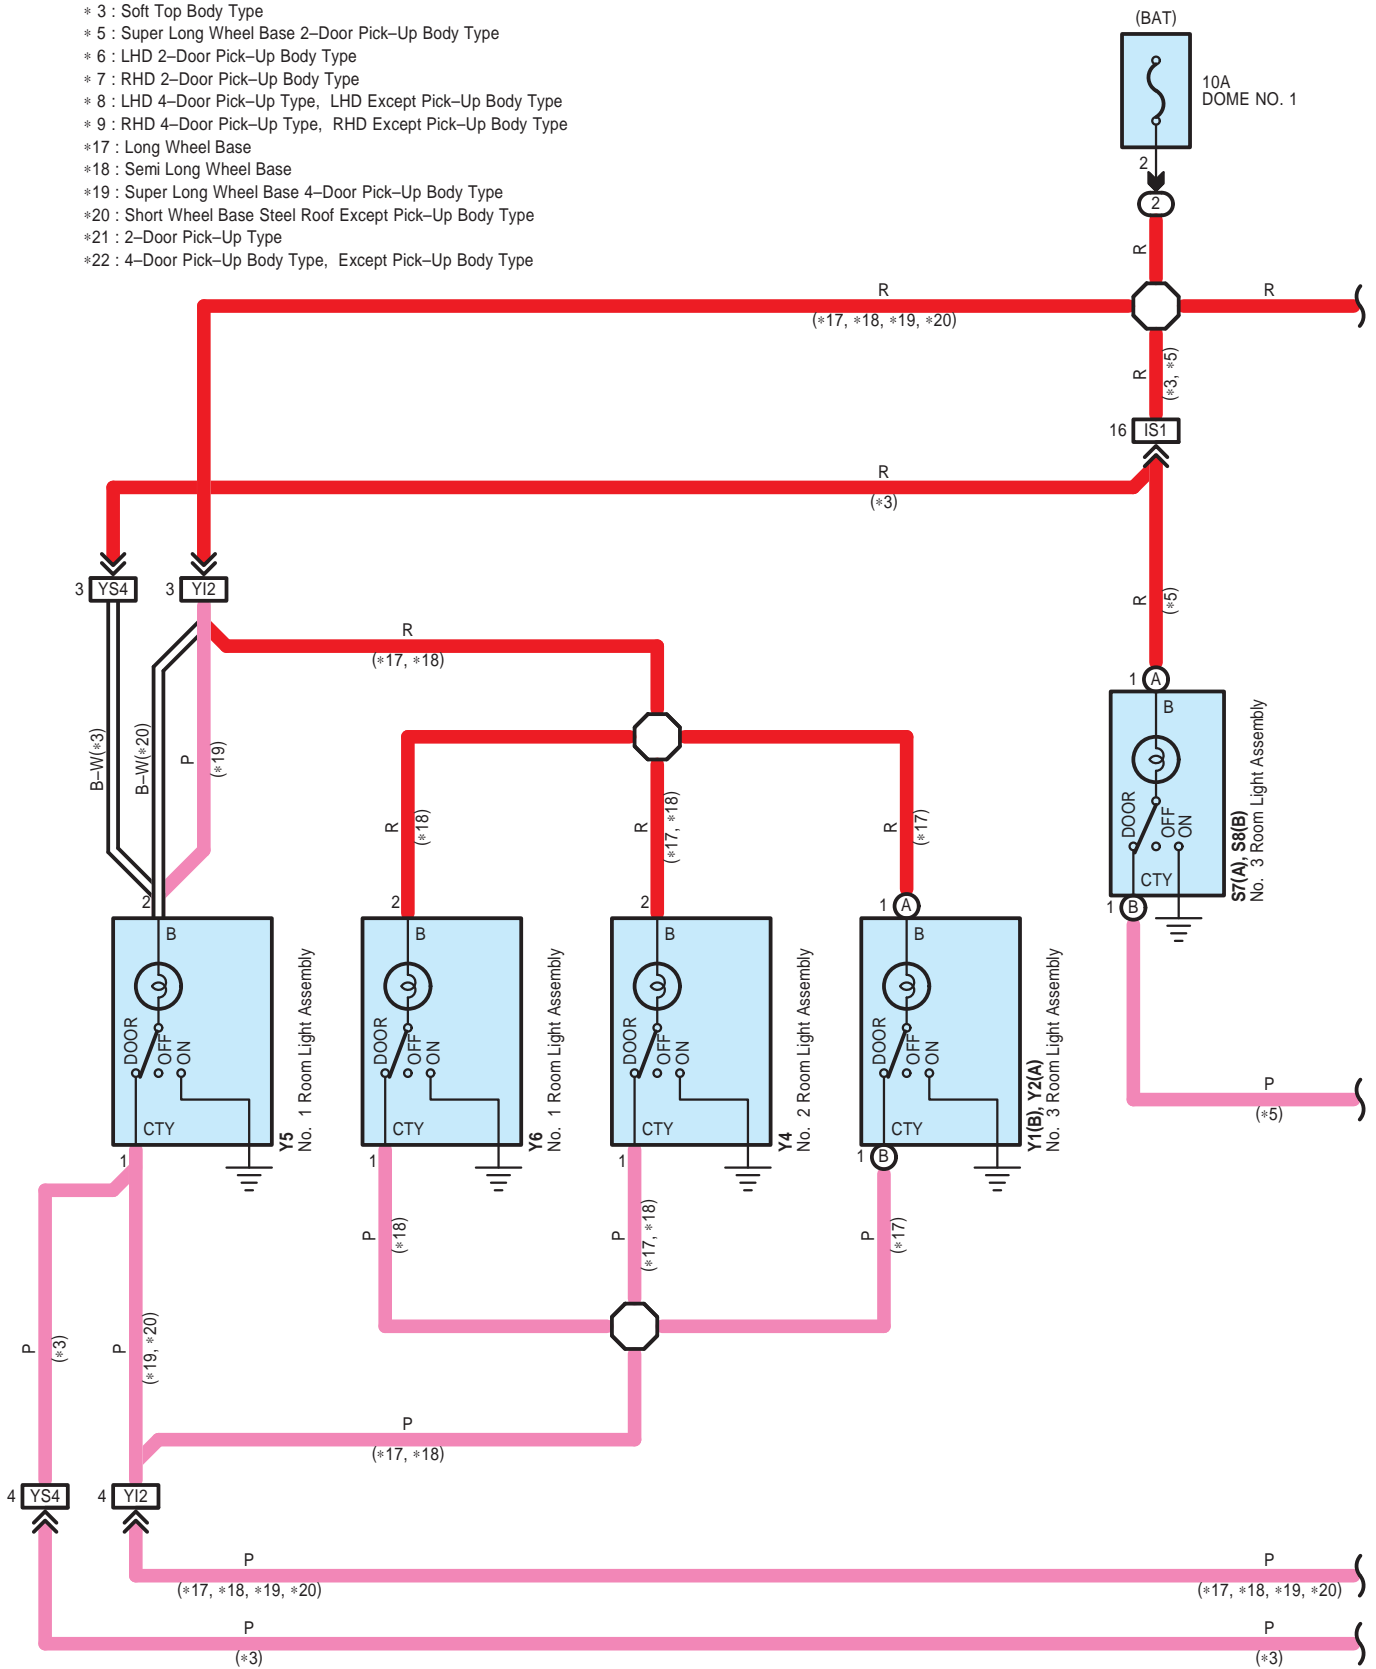 ∗ 3 : Soft Top Body Type
∗ 5 : Super Long Wheel Base 2–Door Pick–Up Body Type
∗ 6 : LHD 2–Door Pick–Up Body Type
∗ 7 : RHD 2–Door Pick–Up Body Type
∗ 8 : LHD 4–Door Pick–Up Type, LHD Except Pick–Up Body Type
∗ 9 : RHD 4–Door Pick–Up Type, RHD Except Pick–Up Body Type
∗17 : Long Wheel Base
∗18 : Semi Long Wheel Base
∗19 : Super Long Wheel Base 4–Door Pick–Up Body Type
∗20 : Short Wheel Base Steel Roof Except Pick–Up Body Type
∗21 : 2–Door Pick–Up Type
∗22 : 4–Door Pick–Up Body Type, Except Pick–Up Body Type
(BAT)
10A
DOME NO. 1
2
2
R
R
(∗17, ∗18, ∗19, ∗20)
R
R
(∗3, ∗5)
16 IS1
R
(∗3)
3 YS4
3 YI2
R
(∗5)
R
(∗17, ∗18)
B–W(∗3)
B–W(∗20)
P
(∗19)
R
(∗18)
R
(∗17, ∗18)
R
(∗17)
1 A
B
DOOR
OFF
ON
CTY
1 B
S7(A), S8(B)
No. 3 Room Light Assembly
2
B
DOOR
OFF
ON
CTY
1
Y5
No. 1 Room Light Assembly
2
B
DOOR
OFF
ON
CTY
1
Y6
No. 1 Room Light Assembly
2
B
DOOR
OFF
ON
CTY
1
Y4
No. 2 Room Light Assembly
1 A
B
DOOR
OFF
ON
CTY
1 B
Y1(B), Y2(A)
No. 3 Room Light Assembly
P
(∗5)
P
(∗18)
P
(∗17, ∗18)
P
(∗17)
P
(∗3)
P
(∗19, ∗20)
P
(∗17, ∗18)
4 YS4
4 YI2
P
(∗17, ∗18, ∗19, ∗20)
P
(∗17, ∗18, ∗19, ∗20)
P
(∗3)
P
(∗3)